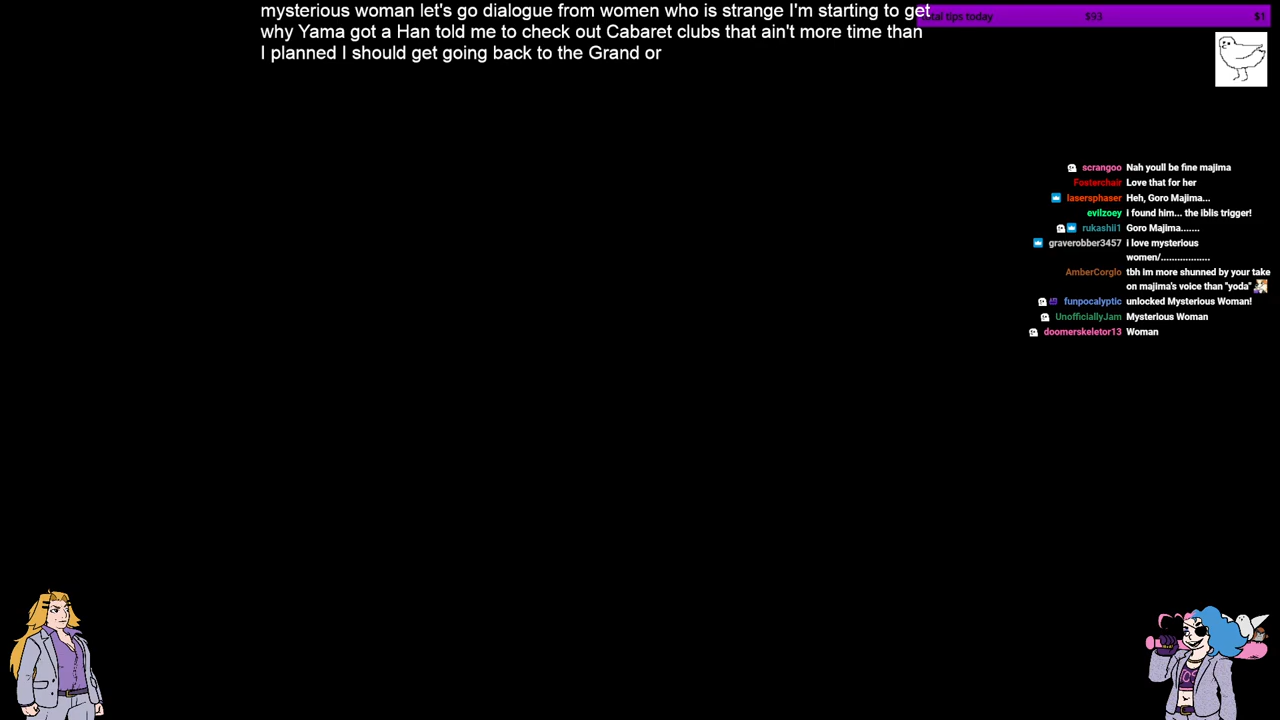 mysterious woman let's go dialogue from women who is strange I'm starting to get
why Yama got a Han told me to check out Cabaret clubs that ain't more time than
I planned I should get going back to the Grand or
tips today $93 $1
scrangoo Nah youll be fine majima
Fosterchair Love that for her
lasersphaser Heh, Goro Majima...
evilzoey i found him... the iblis trigger!
rukashii1 Goro Majima.......
graverobber3457 i love mysterious
women/..................
AmberCorglo tbh im more shunned by your take
on majima's voice than "yoda"
funpocalyptic unlocked Mysterious Woman!
UnofficiallyJam Mysterious Woman
doomerskeletor13 Woman